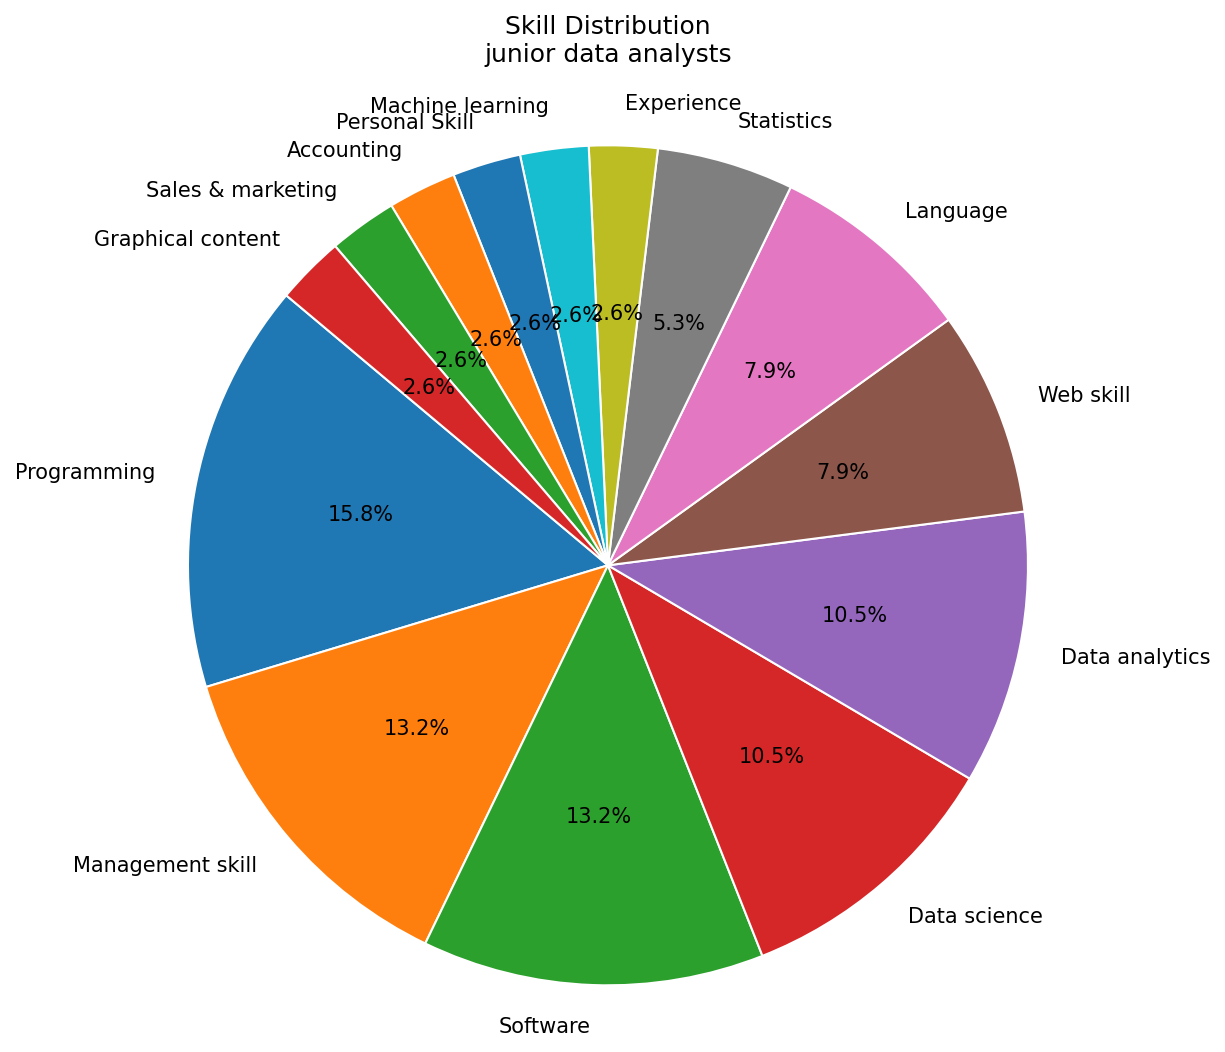 Skill Distribution
junior data analysts
Machine learning
Experience
Personal Skill
Statistics
Accounting
Sales & marketing
Language
Graphical content
2.6%
2.6%
2.6%
5.3%
2.6%
2.6%
7.9%
2.6%
Web skill
Programming
7.9%
15.8%
10.5%
Data analytics
13.2%
10.5%
13.2%
Management skill
Data science
Software